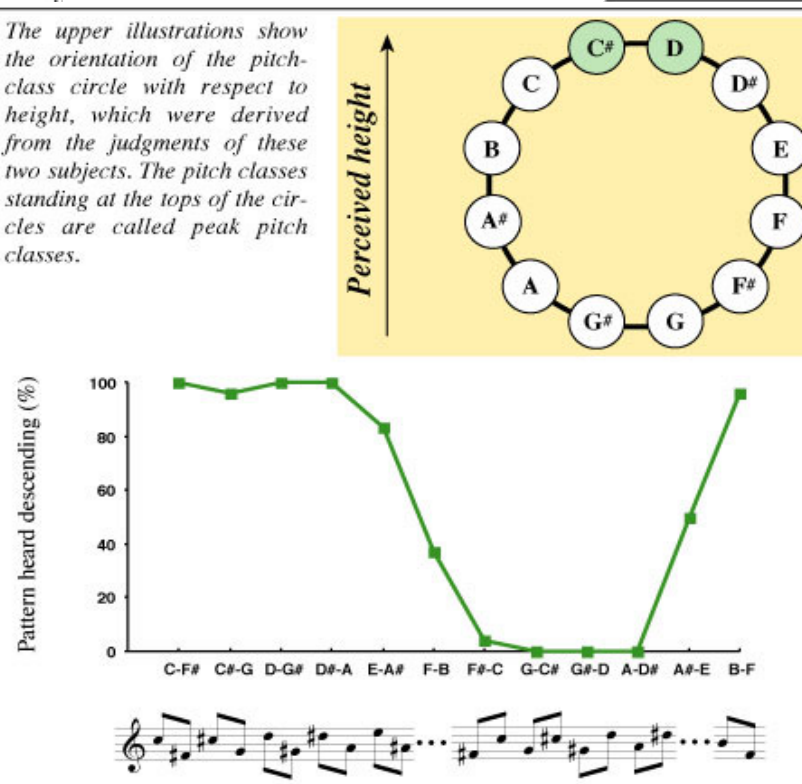 The upper illustrations show
the orientation of the pitch-
class circle with respect to
height, which were derived
from the judgments of these
two subjects. The pitch classes
standing at the tops of the cir-
cles are called peak pitch
classes.
Perceived height
C# D
C D#
B E
A# F
A F#
G# G
Pattern heard descending (%)
100
80
60
40
20
0
C-F# C#-G D-G# D#-A E-A# F-B F#-C G-C# G#-D A-D# A#-E B-F